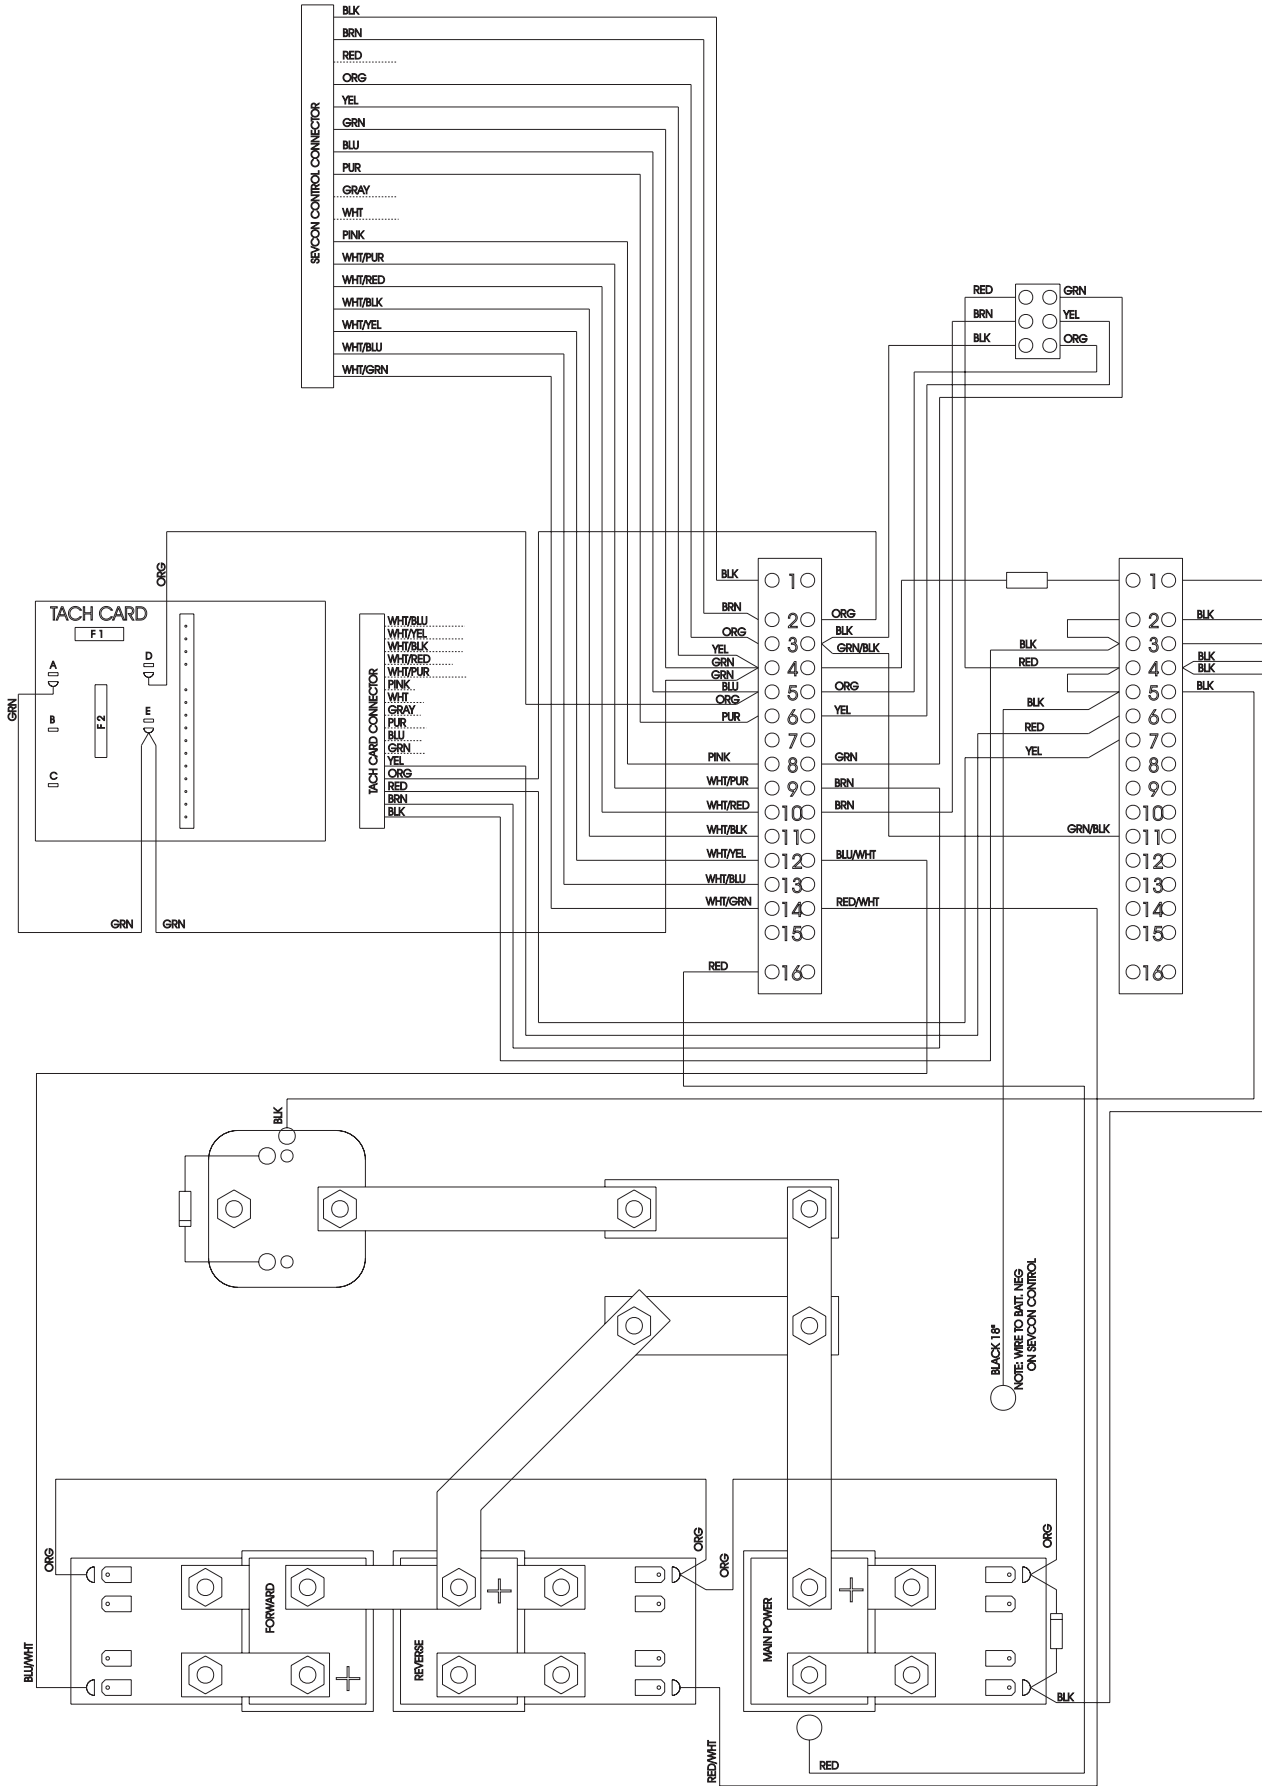 BLK
BRN
RED
ORG
YEL
GRN
BLU
PUR
GRAY
WHT
PINK
WHT/PUR
WHT/RED
WHT/BLK
WHT/YEL
WHT/BLU
WHT/GRN
SEVCON CONTROL CONNECTOR
RED
BRN
BLK
GRN
YEL
ORG
ORG
TACH CARD
F 1
A
B
C
D
E
F 2
GRN
GRN
GRN
TACH CARD CONNECTOR
WHT/BLU
WHT/YEL
WHT/BLK
WHT/RED
WHT/PUR
PINK
WHT
GRAY
PUR
BLU
GRN
YEL
ORG
RED
BRN
BLK
BLK
BRN
ORG
YEL
GRN
GRN
BLU
ORG
PUR
PINK
WHT/PUR
WHT/RED
WHT/BLK
WHT/YEL
WHT/BLU
WHT/GRN
RED
1
2
3
4
5
6
7
8
9
10
11
12
13
14
15
16
ORG
BLK
GRN/BLK
ORG
YEL
GRN
BRN
BRN
BLU/WHT
RED/WHT
BLK
RED
BLK
RED
YEL
GRN/BLK
1
2
3
4
5
6
7
8
9
10
11
12
13
14
15
16
BLK
BLK
BLK
BLK
BLK
BLACK 18"
NOTE: WIRE TO BATT. NEG
ON SEVCON CONTROL
ORG
BLU/WHT
FORWARD
REVERSE
ORG
ORG
RED/WHT
MAIN POWER
ORG
BLK
RED